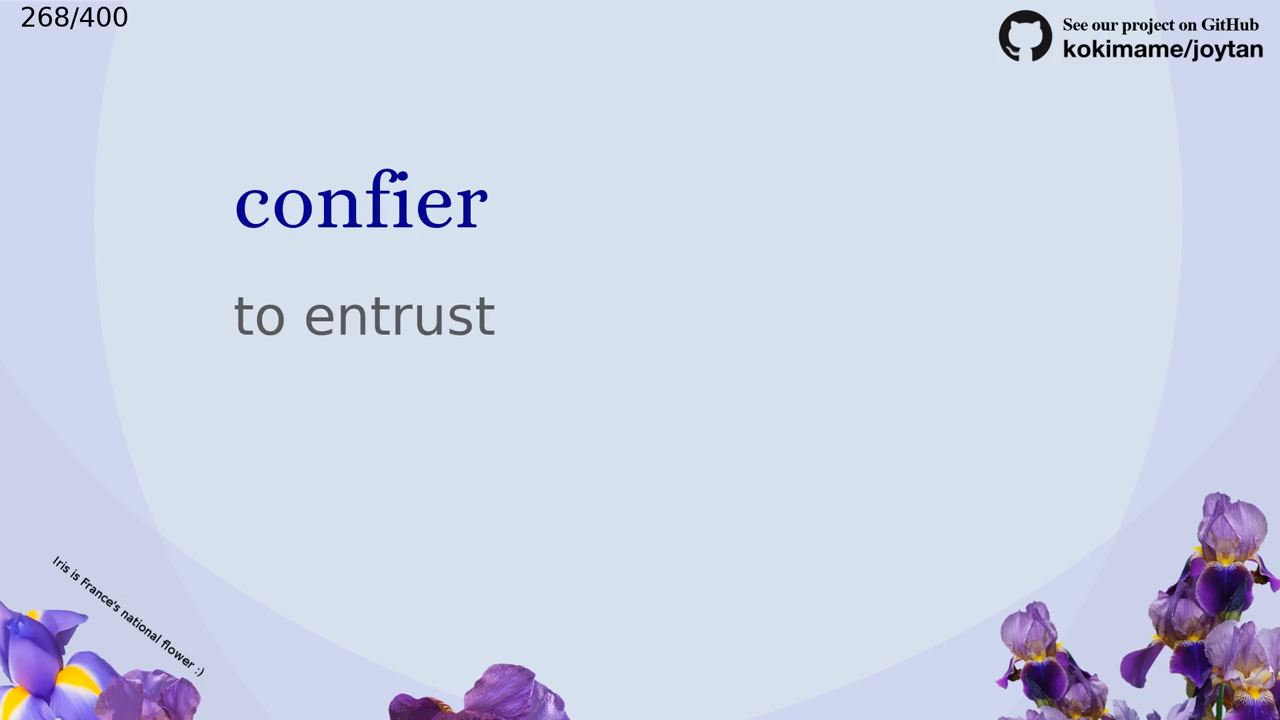 268/400
See our project on GitHub
kokimame/joytan
confier
to entrust
Iris is France's national flower :)